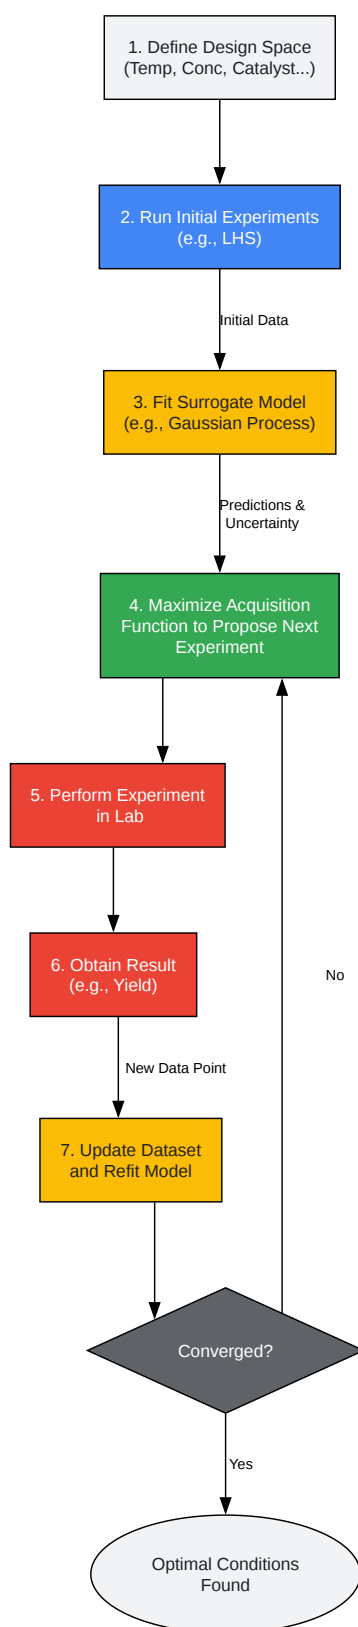 1. Define Design Space
(Temp, Conc, Catalyst...)
2. Run Initial Experiments
(e.g., LHS)
Initial Data
3. Fit Surrogate Model
(e.g., Gaussian Process)
Predictions &
Uncertainty
4. Maximize Acquisition
Function to Propose Next
Experiment
5. Perform Experiment
in Lab
6. Obtain Result
(e.g., Yield)
No
New Data Point
7. Update Dataset
and Refit Model
Converged?
Yes
Optimal Conditions
Found